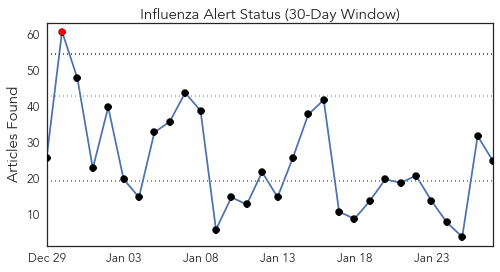 Influenza Alert Status (30-Day Window)
Articles Found
60
50
40
30
20
10
Dec 29 Jan 03 Jan 08 Jan 13 Jan 18 Jan 23